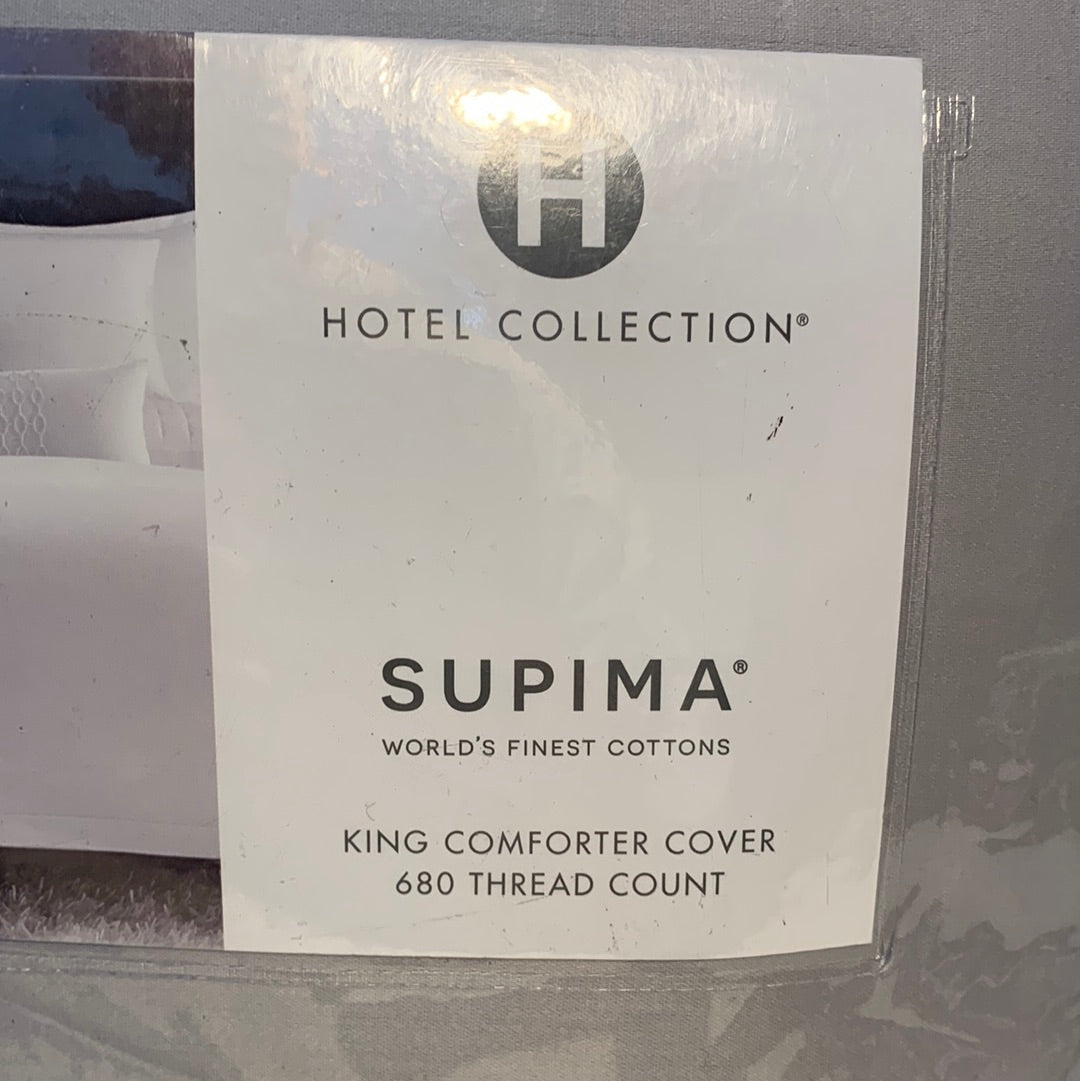 H
HOTEL COLLECTION®
SUPIMA®
WORLD'S FINEST COTTONS
KING COMFORTER COVER
680 THREAD COUNT